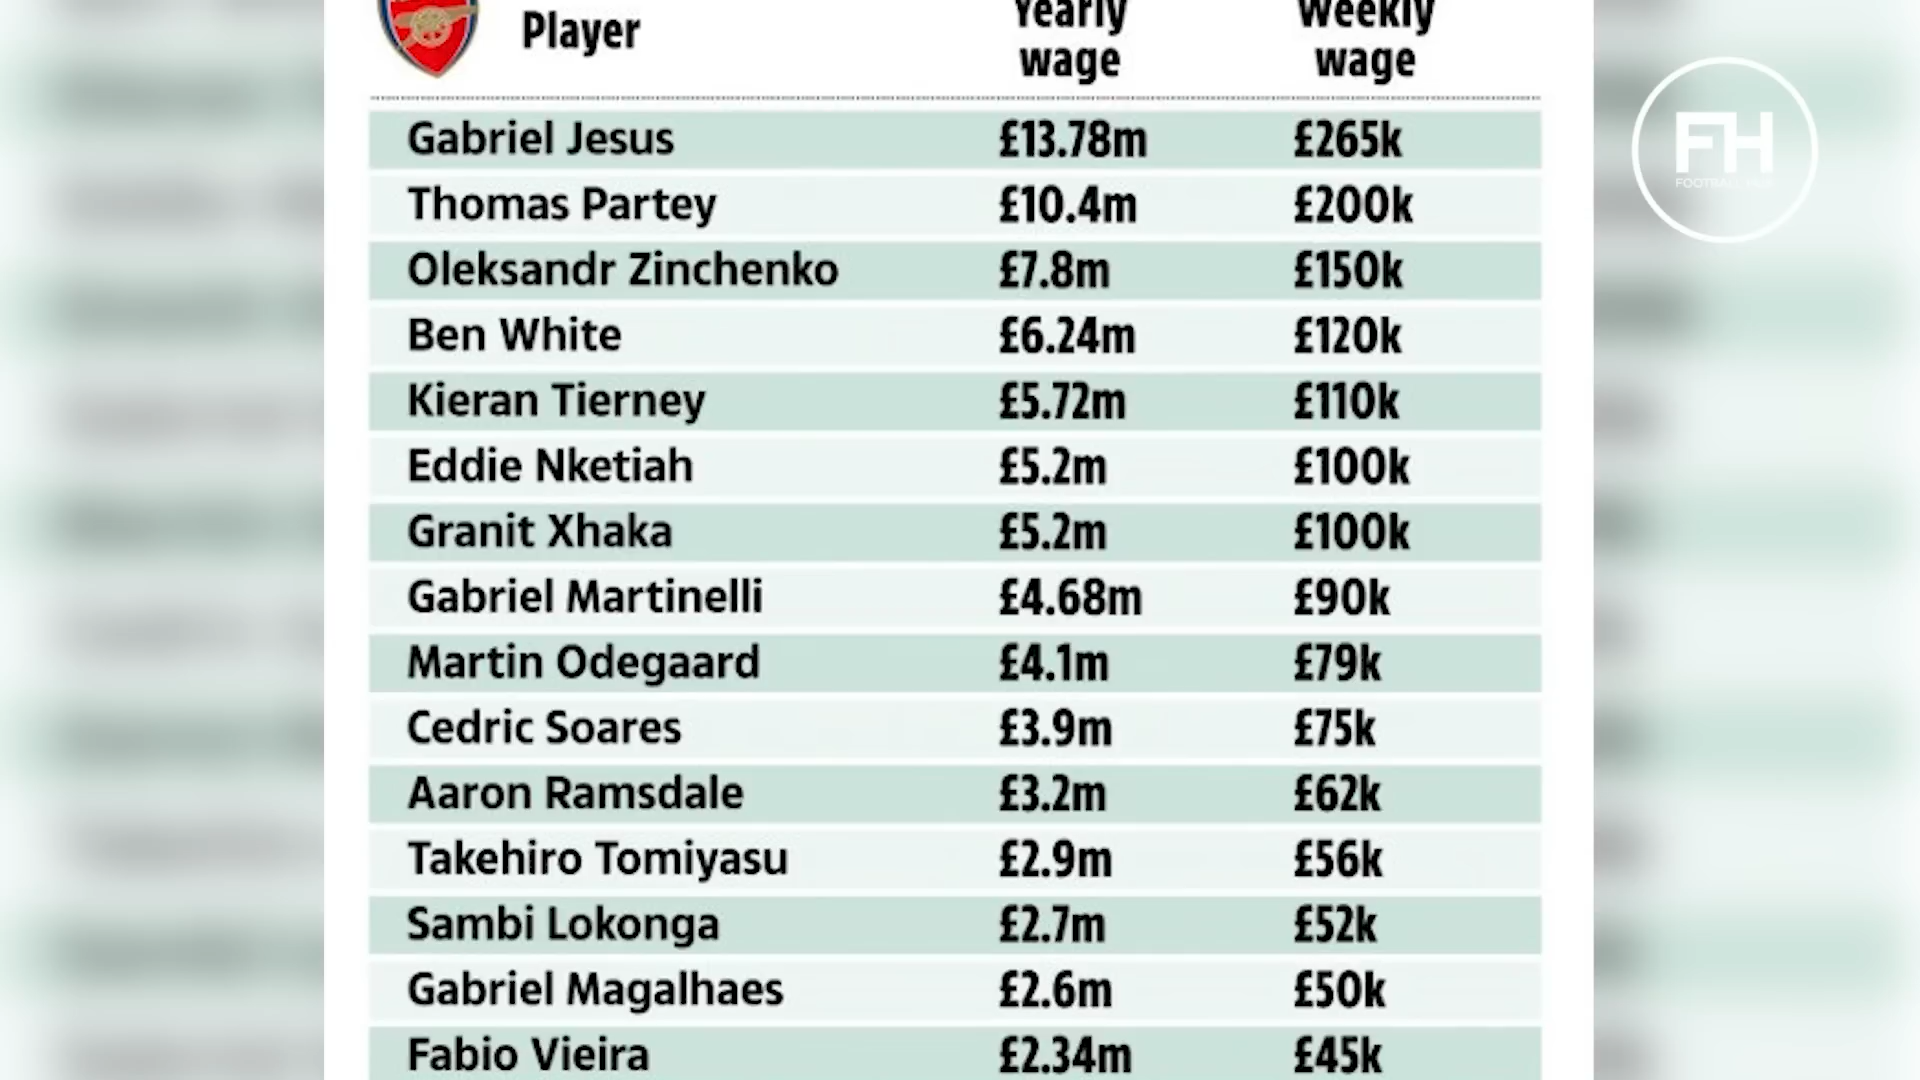 Player
Yearly wage
Weekly wage
Gabriel Jesus £13.78m £265k
Thomas Partey £10.4m £200k
Oleksandr Zinchenko £7.8m £150k
Ben White £6.24m £120k
Kieran Tierney £5.72m £110k
Eddie Nketiah £5.2m £100k
Granit Xhaka £5.2m £100k
Gabriel Martinelli £4.68m £90k
Martin Odegaard £4.1m £79k
Cedric Soares £3.9m £75k
Aaron Ramsdale £3.2m £62k
Takehiro Tomiyasu £2.9m £56k
Sambi Lokonga £2.7m £52k
Gabriel Magalhaes £2.6m £50k
Fabio Vieira £2.34m £45k
FH